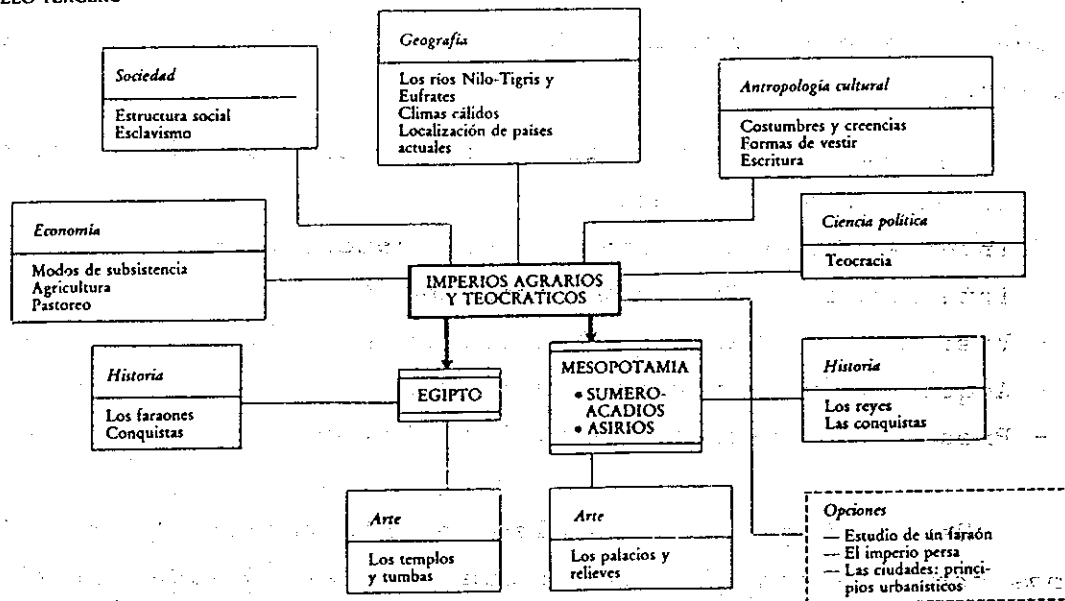 Geografía
Los ríos Nilo-Tigris y
Eufrates
Climas cálidos
Localización de países
actuales
Sociedad
Estructura social
Esclavismo
Antropología cultural
Costumbres y creencias
Formas de vestir
Escritura
Economía
Modos de subsistencia
Agricultura
Pastoreo
Ciencia política
Teocracia
IMPERIOS AGRARIOS
Y TEOCRATICOS
Historia
Los faraones
Conquistas
EGIPTO
MESOPOTAMIA
• SUMERO-
ACADIOS
• ASIRIOS
Historia
Los reyes
Las conquistas
Arte
Los templos
y tumbas
Arte
Los palacios y
relieves
Opciones
— Estudio de un faraón
— El imperio persa
— Las ciudades: princi-
pios urbanísticos